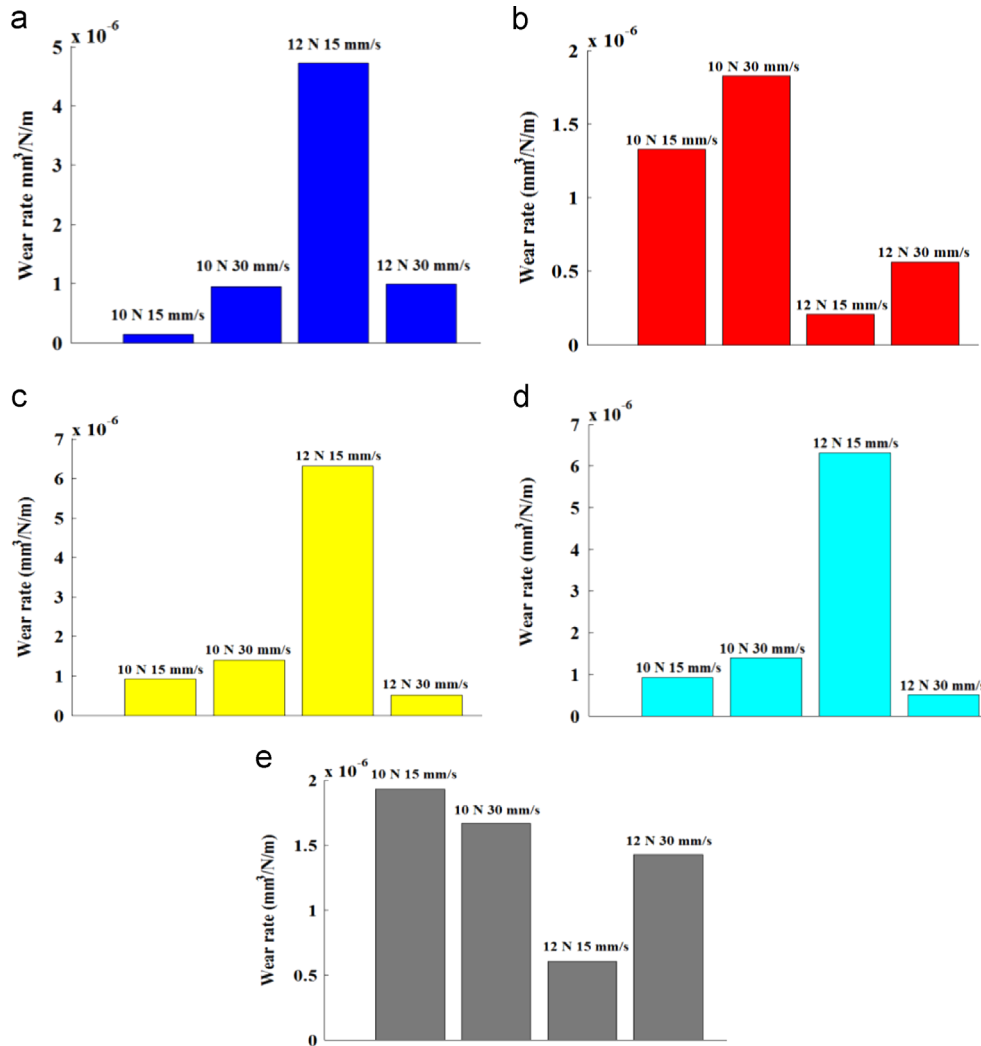 a
x 10-6
5
4
3
2
1
0
Wear rate mm3/N/m
10 N 15 mm/s
10 N 30 mm/s
12 N 15 mm/s
12 N 30 mm/s
b
x 10-6
2
1.5
1
0.5
0
Wear rate (mm3/N/m)
10 N 15 mm/s
10 N 30 mm/s
12 N 15 mm/s
12 N 30 mm/s
c
x 10-6
7
6
5
4
3
2
1
0
Wear rate (mm3/N/m)
10 N 15 mm/s
10 N 30 mm/s
12 N 15 mm/s
12 N 30 mm/s
d
x 10-6
7
6
5
4
3
2
1
0
Wear rate (mm3/N/m)
10 N 15 mm/s
10 N 30 mm/s
12 N 15 mm/s
12 N 30 mm/s
e
x 10-6
2
1.5
1
0.5
0
Wear rate (mm3/N/m)
10 N 15 mm/s
10 N 30 mm/s
12 N 15 mm/s
12 N 30 mm/s